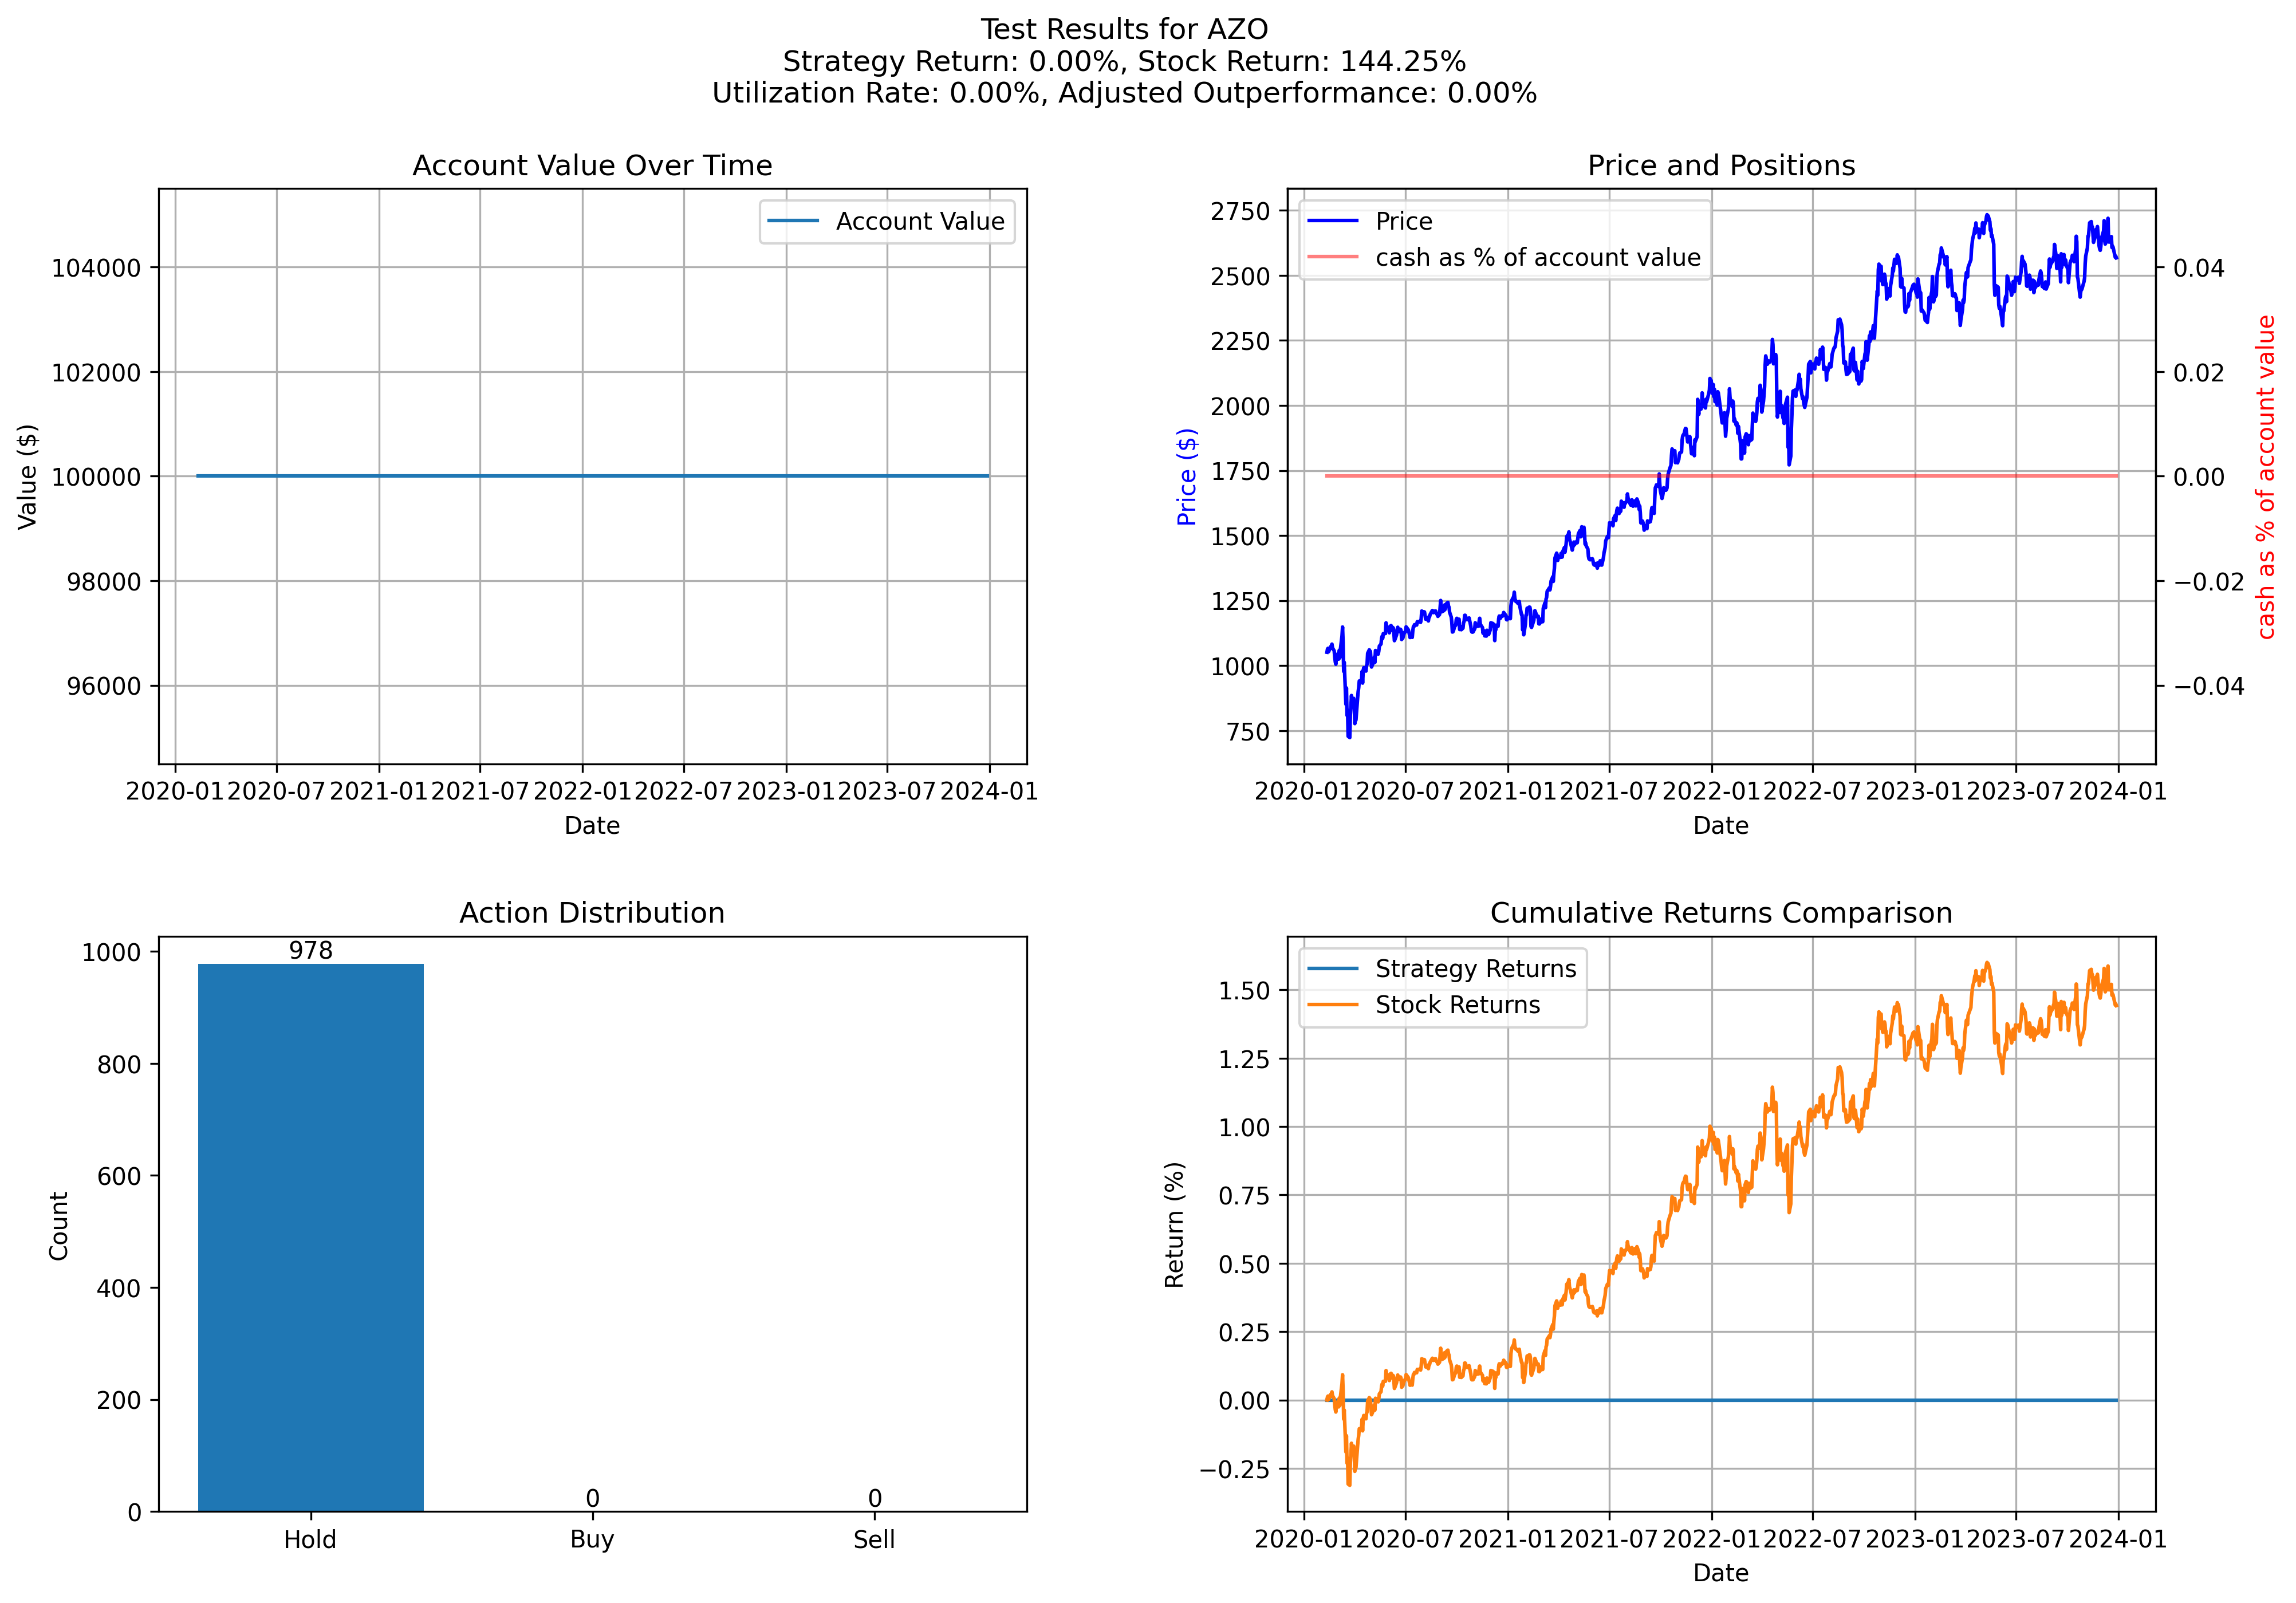 Test Results for AZO
Strategy Return: 0.00%, Stock Return: 144.25%
Utilization Rate: 0.00%, Adjusted Outperformance: 0.00%
Account Value Over Time
Account Value
104000
102000
100000
98000
96000
Value ($)
2020-01 2020-07 2021-01 2021-07 2022-01 2022-07 2023-01 2023-07 2024-01
Date
Price and Positions
Price
cash as % of account value
2750
2500
2250
2000
1750
1500
1250
1000
750
Price ($)
0.04
0.02
0.00
−0.02
−0.04
cash as % of account value
2020-01 2020-07 2021-01 2021-07 2022-01 2022-07 2023-01 2023-07 2024-01
Date
Action Distribution
1000
800
600
400
200
0
Count
978
0
0
Hold Buy Sell
Cumulative Returns Comparison
Strategy Returns
Stock Returns
1.50
1.25
1.00
0.75
0.50
0.25
0.00
−0.25
Return (%)
2020-01 2020-07 2021-01 2021-07 2022-01 2022-07 2023-01 2023-07 2024-01
Date